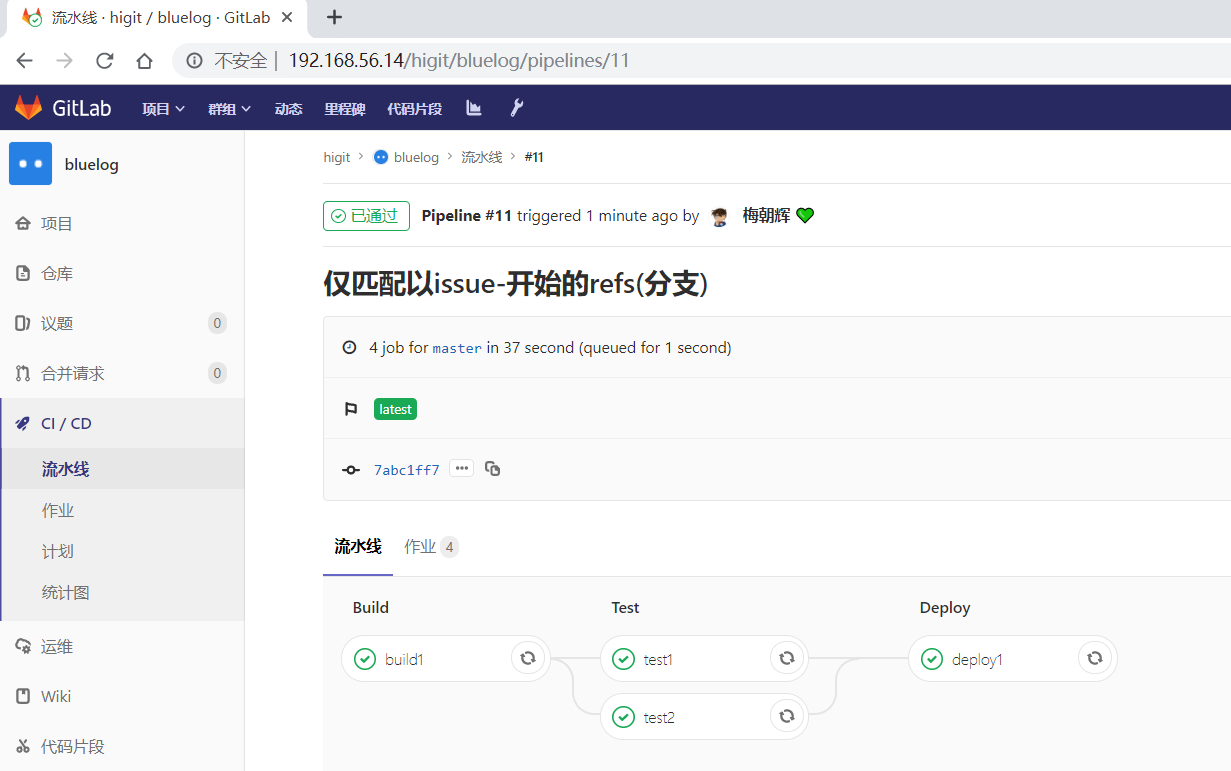 流水线 · higit / bluelog · GitLab
不安全 | 192.168.56.14/higit/bluelog/pipelines/11
GitLab 项目 群组 动态 里程碑 代码片段
bluelog
项目
仓库
议题 0
合并请求 0
CI / CD
流水线
作业
计划
统计图
运维
Wiki
代码片段
higit > bluelog > 流水线 > #11
已通过 Pipeline #11 triggered 1 minute ago by 梅朝辉
仅匹配以issue-开始的refs(分支)
4 job for master in 37 second (queued for 1 second)
latest
7abc1ff7 ···
流水线 作业 4
Build Test Deploy
build1 test1 deploy1
test2